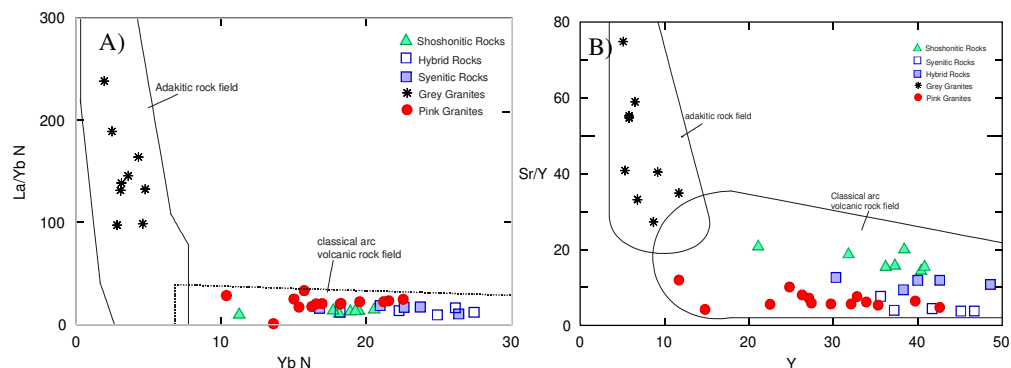 A)
300
200
100
0
La/Yb N
0
10
20
30
Yb N
Adakitic rock field
classical arc
volcanic rock field
Shoshonitic Rocks
Hybrid Rocks
Syenitic Rocks
Grey Granites
Pink Granites
B)
80
60
40
20
0
Sr/Y
0
10
20
30
40
50
Y
adakitic rock field
Classical arc
volcanic rock field
Shoshonitic Rocks
Syenitic Rocks
Hybrid Rocks
Grey Granites
Pink Granites